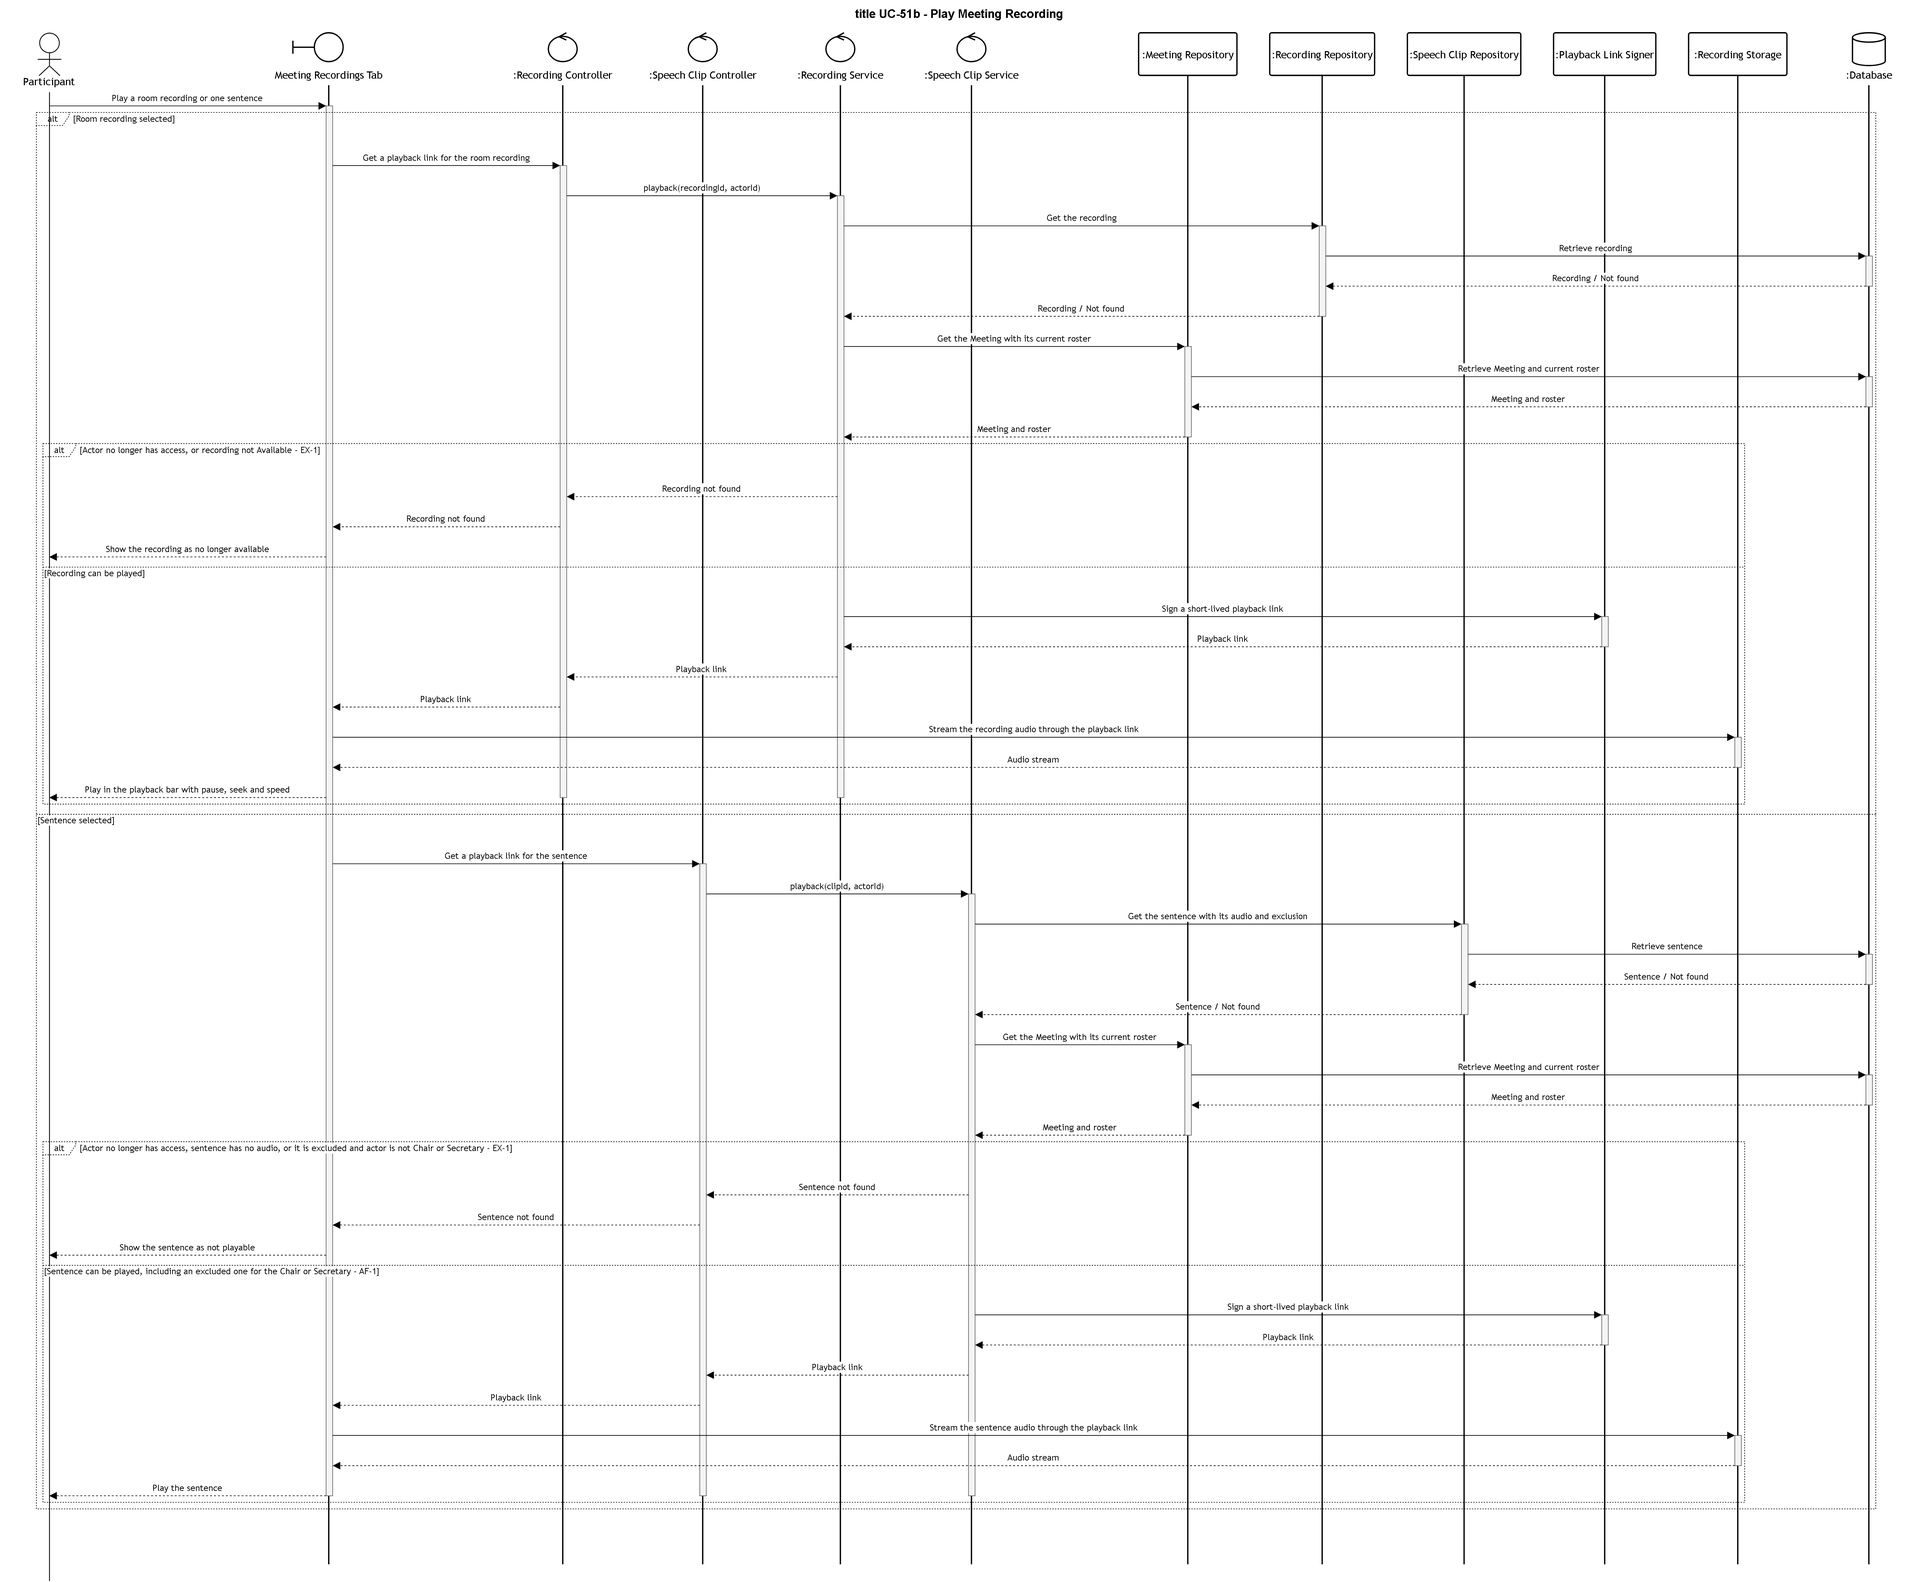 title UC-51b - Play Meeting Recording
Participant
Meeting Recordings Tab
:Recording Controller
:Speech Clip Controller
:Recording Service
:Speech Clip Service
:Meeting Repository
:Recording Repository
:Speech Clip Repository
:Playback Link Signer
:Recording Storage
:Database
Play a room recording or one sentence
alt [Room recording selected]
Get a playback link for the room recording
playback(recordingId, actorId)
Get the recording
Retrieve recording
Recording / Not found
Recording / Not found
Get the Meeting with its current roster
Retrieve Meeting and current roster
Meeting and roster
Meeting and roster
alt [Actor no longer has access, or recording not Available - EX-1]
Recording not found
Recording not found
Show the recording as no longer available
[Recording can be played]
Sign a short-lived playback link
Playback link
Playback link
Playback link
Stream the recording audio through the playback link
Audio stream
Play in the playback bar with pause, seek and speed
[Sentence selected]
Get a playback link for the sentence
playback(clipId, actorId)
Get the sentence with its audio and exclusion
Retrieve sentence
Sentence / Not found
Sentence / Not found
Get the Meeting with its current roster
Retrieve Meeting and current roster
Meeting and roster
Meeting and roster
alt [Actor no longer has access, sentence has no audio, or it is excluded and actor is not Chair or Secretary - EX-1]
Sentence not found
Sentence not found
Show the sentence as not playable
[Sentence can be played, including an excluded one for the Chair or Secretary - AF-1]
Sign a short-lived playback link
Playback link
Playback link
Playback link
Stream the sentence audio through the playback link
Audio stream
Play the sentence